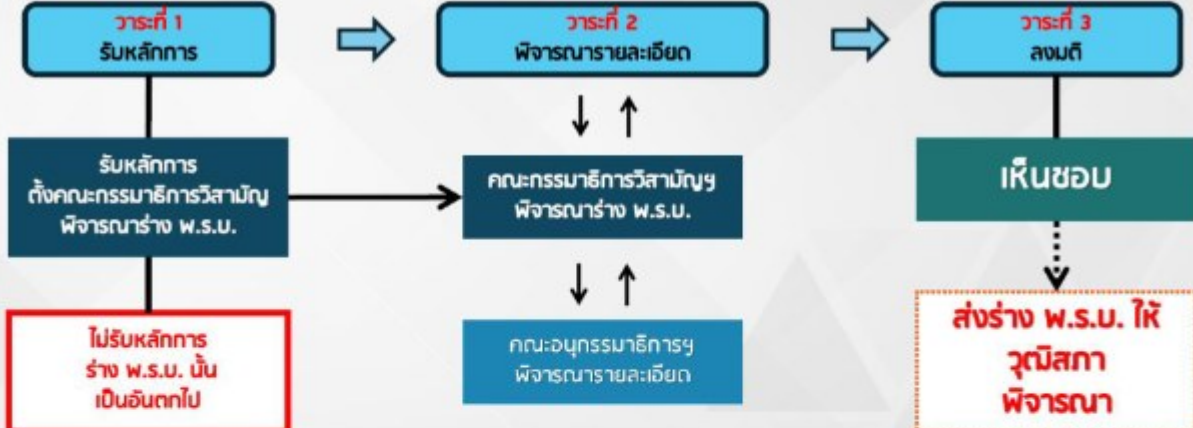 วาระที่ 1
รับหลักการ
วาระที่ 2
พิจารณารายละเอียด
วาระที่ 3
ลงมติ
รับหลักการ
ตั้งคณะกรรมาธิการวิสามัญ
พิจารณาร่าง พ.ร.บ.
คณะกรรมาธิการวิสามัญฯ
พิจารณาร่าง พ.ร.บ.
เห็นชอบ
ไม่รับหลักการ
ร่าง พ.ร.บ. นั้น
เป็นอันตกไป
คณะอนุกรรมาธิการฯ
พิจารณารายละเอียด
ส่งร่าง พ.ร.บ. ให้
วุฒิสภา
พิจารณา